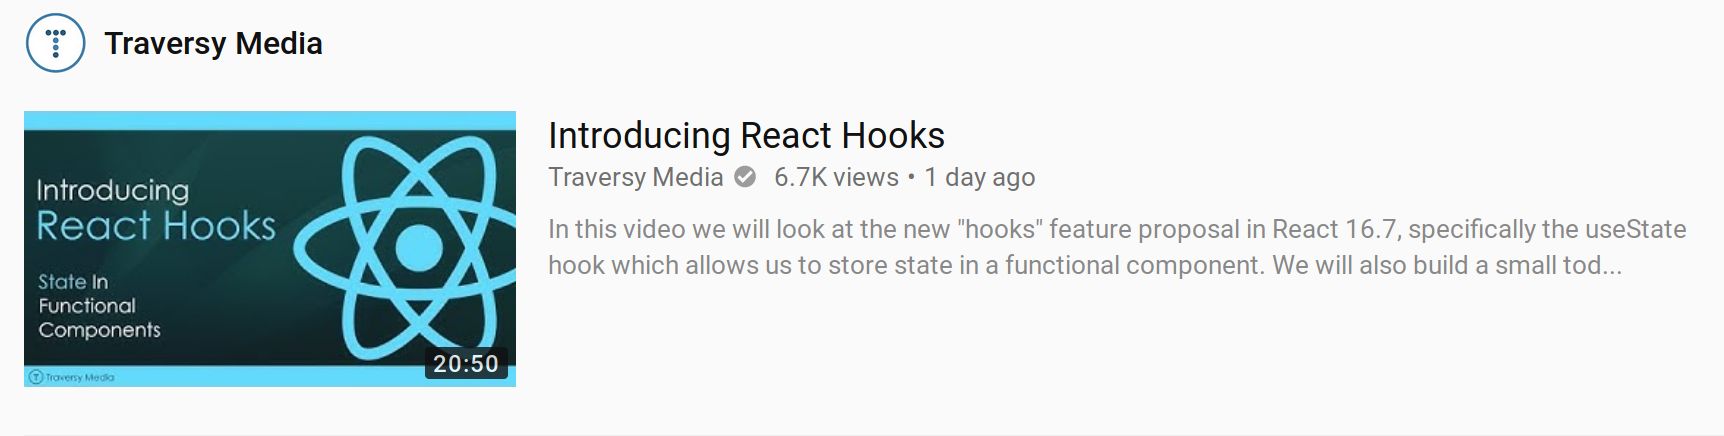 Traversy Media
Introducing
React Hooks
State In
Functional
Components
Traversy Media
20:50
Introducing React Hooks
Traversy Media 6.7K views • 1 day ago
In this video we will look at the new "hooks" feature proposal in React 16.7, specifically the useState
hook which allows us to store state in a functional component. We will also build a small tod...